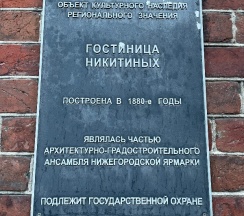 ОБЪЕКТ КУЛЬТУРНОГО НАСЛЕДИЯ
РЕГИОНАЛЬНОГО ЗНАЧЕНИЯ
ГОСТИНИЦА
НИКИТИНЫХ
ПОСТРОЕНА В 1880-е ГОДЫ
ЯВЛЯЛАСЬ ЧАСТЬЮ
АРХИТЕКТУРНО-ГРАДОСТРОИТЕЛЬНОГО
АНСАМБЛЯ НИЖЕГОРОДСКОЙ ЯРМАРКИ
ПОДЛЕЖИТ ГОСУДАРСТВЕННОЙ ОХРАНЕ